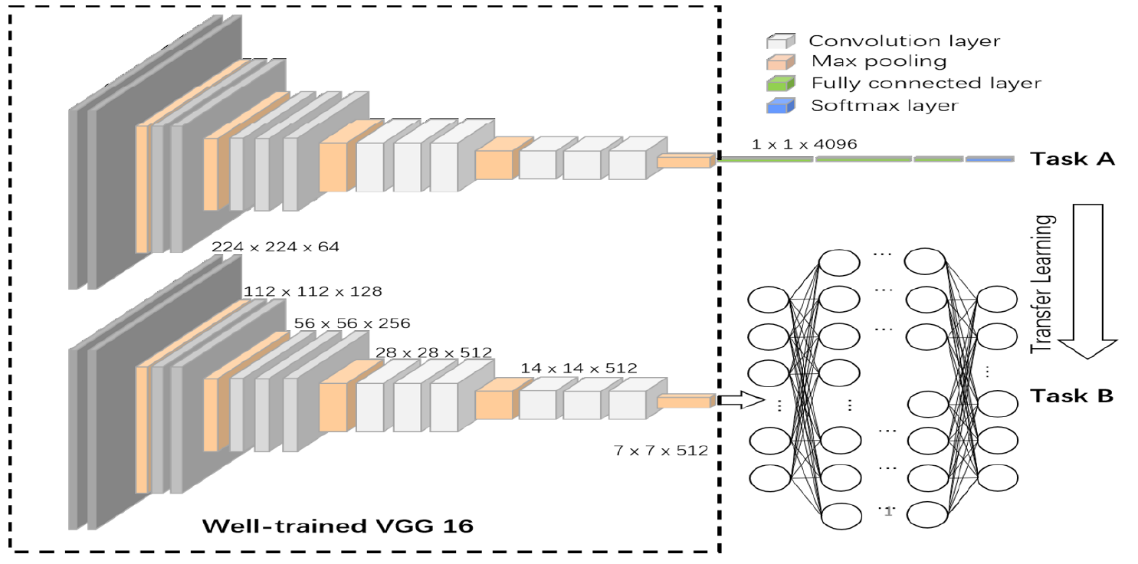 Convolution layer
Max pooling
Fully connected layer
Softmax layer
1 x 1 x 4096
Task A
224 x 224 x 64
112 x 112 x 128
56 x 56 x 256
28 x 28 x 512
14 x 14 x 512
7 x 7 x 512
Transfer Learning
Task B
1
Well-trained VGG 16